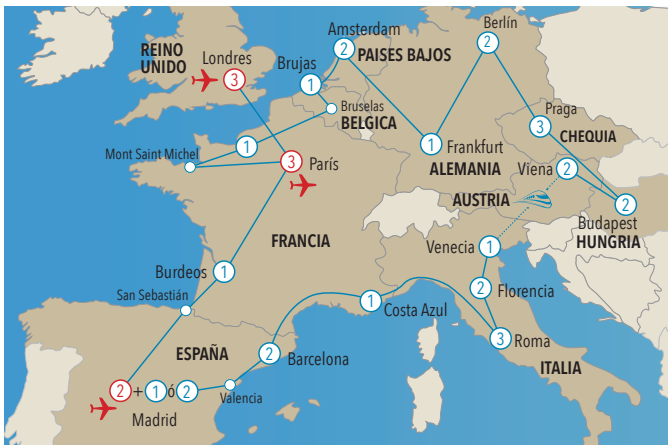 REINO
UNIDO
Londres
3
Amsterdam
2
PAISES BAJOS
Berlín
2
Brujas
1
Bruselas
BELGICA
Praga
3
CHEQUIA
1
Frankfurt
ALEMANIA
1
Mont Saint Michel
3
París
Viena
2
AUSTRIA
2
Budapest
HUNGRIA
FRANCIA
Venecia
1
Burdeos
1
2
Florencia
San Sebastián
1
Costa Azul
3
Roma
ITALIA
ESPAÑA
2
Barcelona
2 + 1 ó 2
Valencia
Madrid